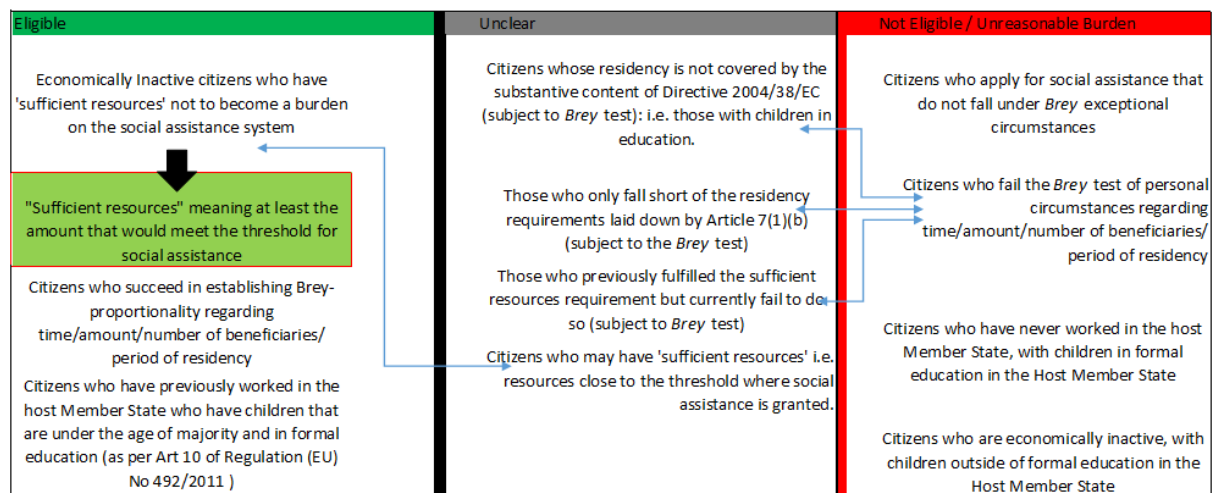 Eligible
Economically Inactive citizens who have
'sufficient resources' not to become a burden
on the social assistance system
"Sufficient resources" meaning at least the
amount that would meet the threshold for
social assistance
Citizens who succeed in establishing Brey-
proportionality regarding
time/amount/number of beneficiaries/
period of residency
Citizens who have previously worked in the
host Member State who have children that
are under the age of majority and in formal
education (as per Art 10 of Regulation (EU)
No 492/2011 )
Unclear
Citizens whose residency is not covered by the
substantive content of Directive 2004/38/EC
(subject to Brey test): i.e. those with children in
education.
Those who only fall short of the residency
requirements laid down by Article 7(1)(b)
(subject to the Brey test)
Those who previously fulfilled the sufficient
resources requirement but currently fail to do
so (subject to Brey test)
Citizens who may have 'sufficient resources' i.e.
resources close to the threshold where social
assistance is granted.
Not Eligible / Unreasonable Burden
Citizens who apply for social assistance that
do not fall under Brey exceptional
circumstances
Citizens who fail the Brey test of personal
circumstances regarding
time/amount/number of beneficiaries/
period of residency
Citizens who have never worked in the host
Member State, with children in formal
education in the Host Member State
Citizens who are economically inactive, with
children outside of formal education in the
Host Member State